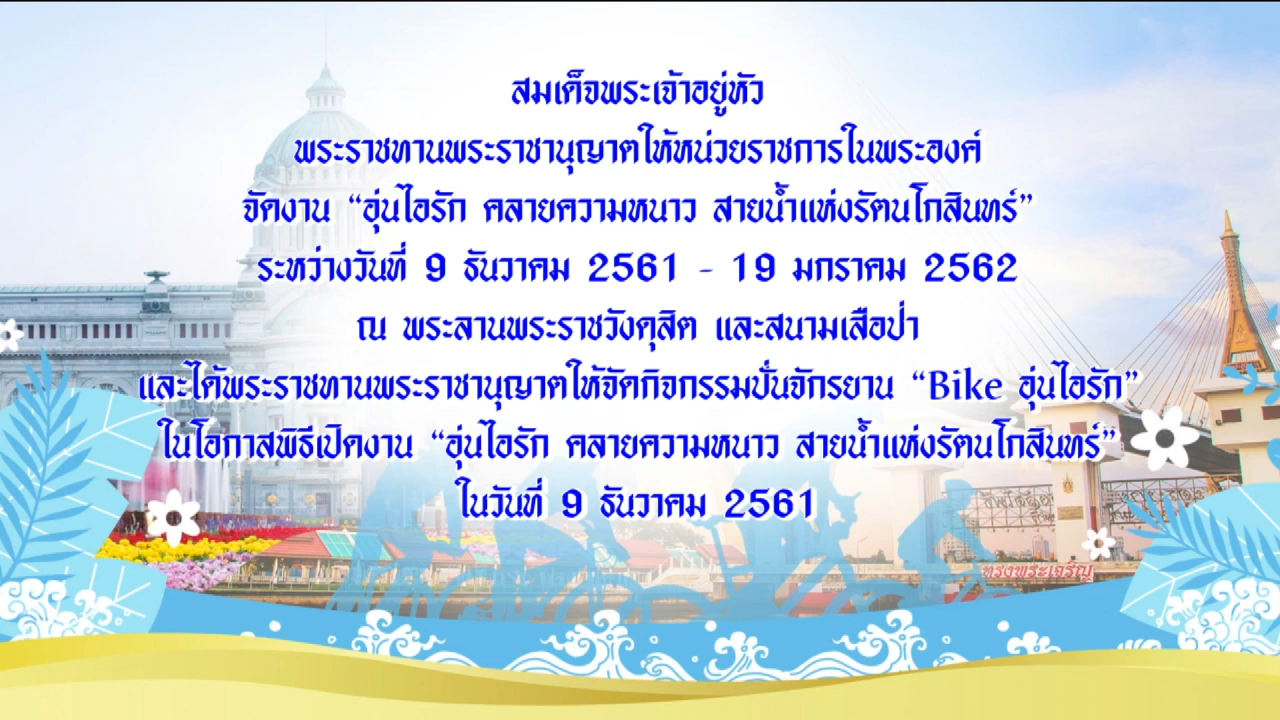 สมเด็จพระเจ้าอยู่หัว
พระราชทานพระราชานุญาตให้หน่วยราชการในพระองค์
จัดงาน “อุ่นไอรัก คลายความหนาว สายน้ำแห่งรัตนโกสินทร์”
ระหว่างวันที่ 9 ธันวาคม 2561 - 19 มกราคม 2562
ณ พระลานพระราชวังดุสิต และสนามเสือป่า
และได้พระราชทานพระราชานุญาตให้จัดกิจกรรมปั่นจักรยาน “Bike อุ่นไอรัก”
ในโอกาสพิธีเปิดงาน “อุ่นไอรัก คลายความหนาว สายน้ำแห่งรัตนโกสินทร์”
ในวันที่ 9 ธันวาคม 2561
ทรงพระเจริญ